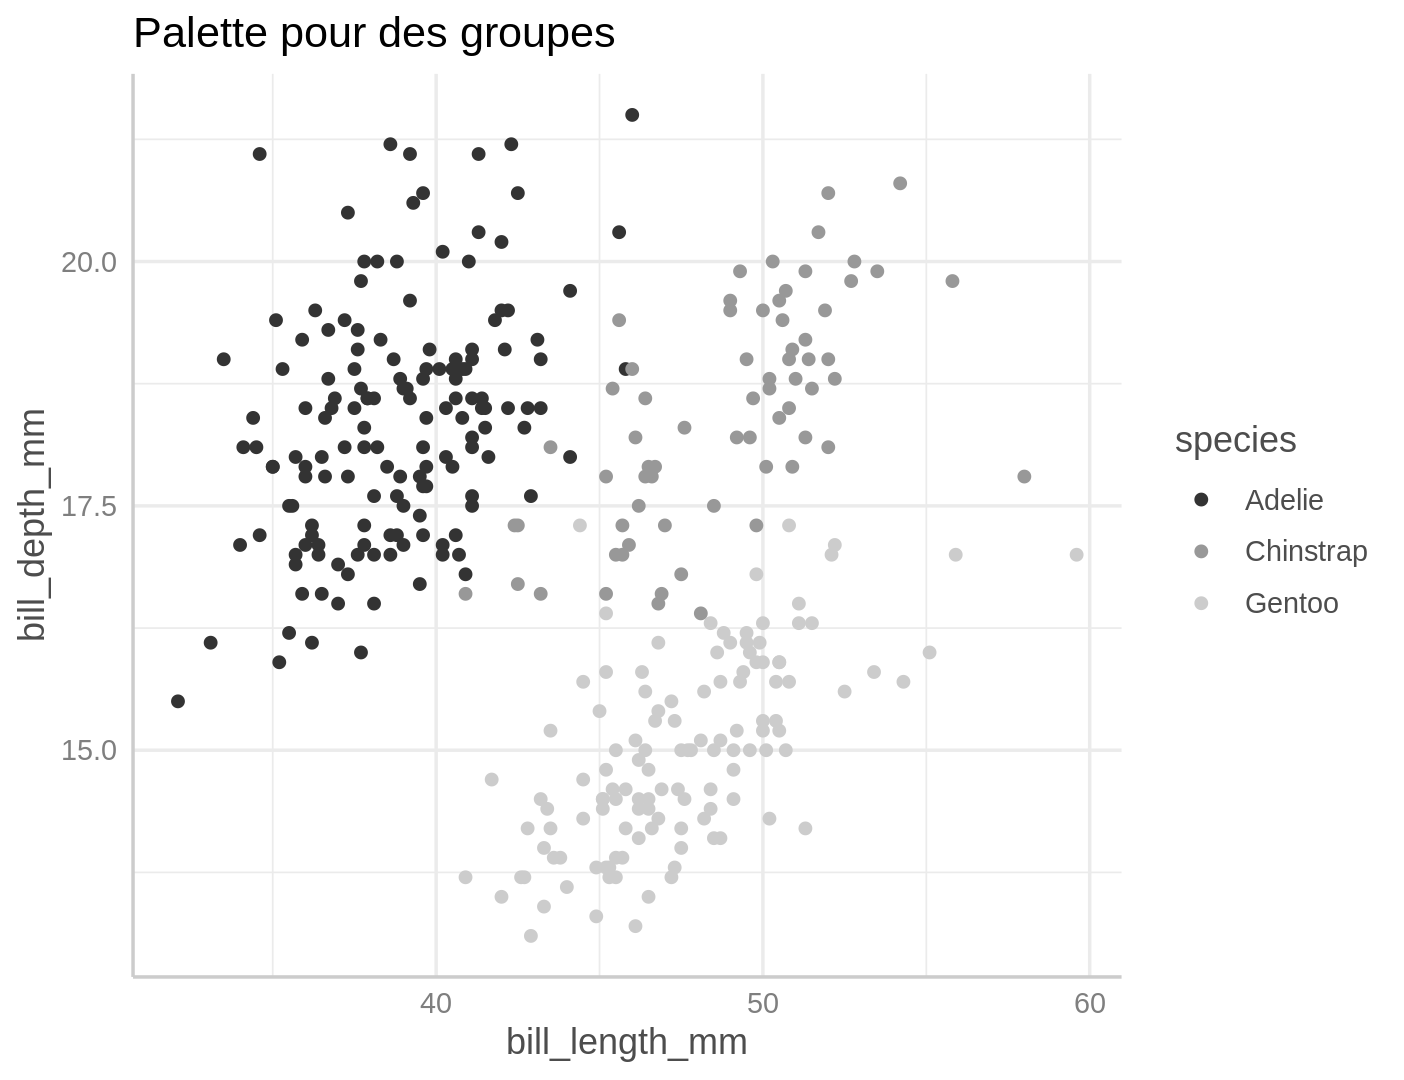 Palette pour des groupes
bill_depth_mm
20.0
17.5
15.0
40
50
60
bill_length_mm
species
Adelie
Chinstrap
Gentoo